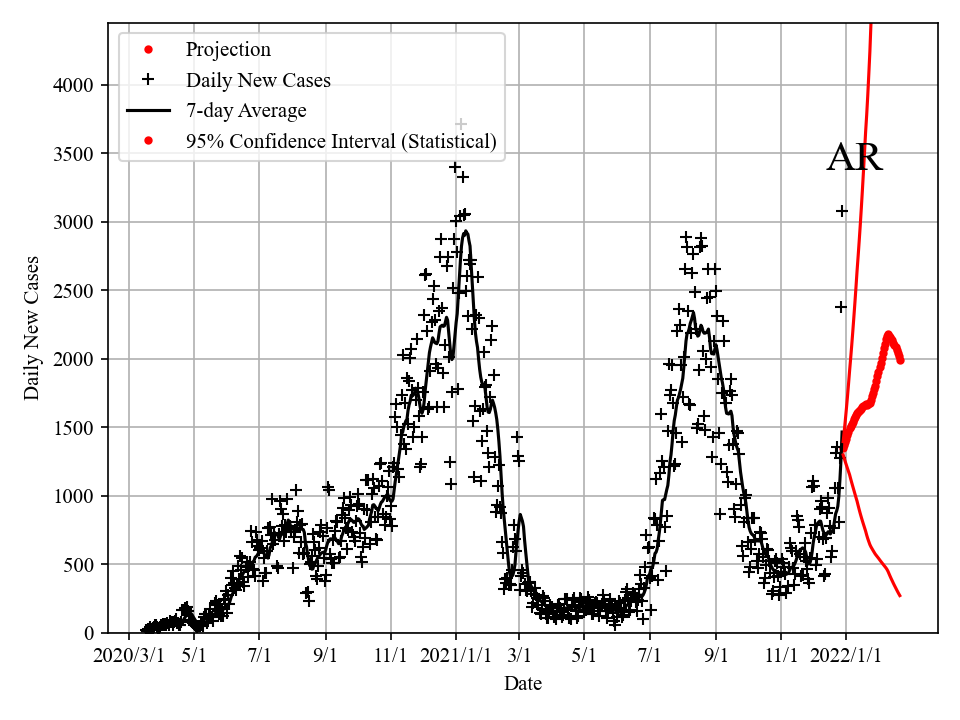 Projection
Daily New Cases
7-day Average
95% Confidence Interval (Statistical)
AR
Daily New Cases
4000
3500
3000
2500
2000
1500
1000
500
0
2020/3/1 5/1 7/1 9/1 11/1 2021/1/1 3/1 5/1 7/1 9/1 11/1 2022/1/1
Date